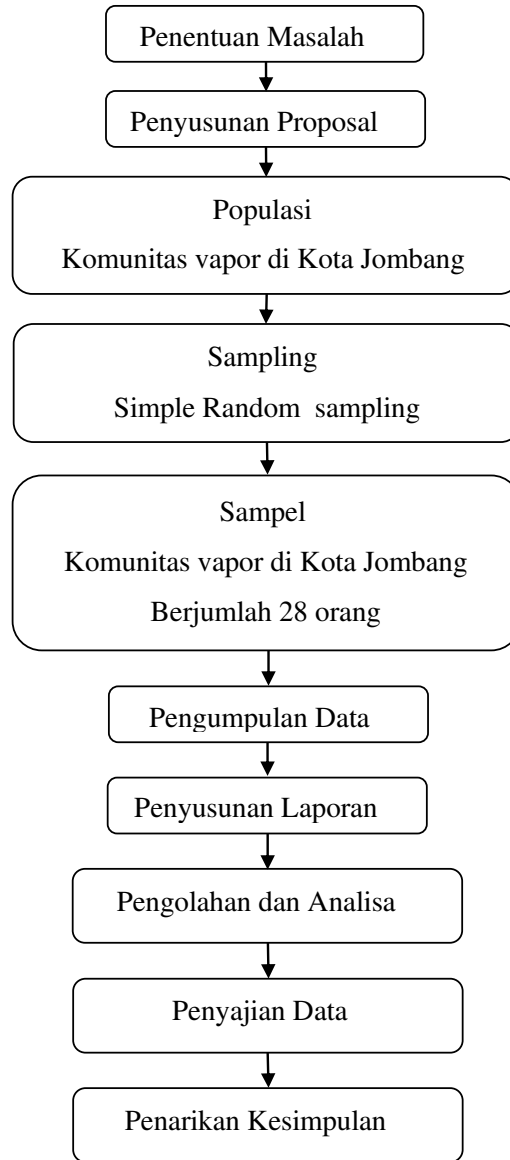 Penentuan Masalah
Penyusunan Proposal
Populasi
Komunitas vapor di Kota Jombang
Sampling
Simple Random sampling
Sampel
Komunitas vapor di Kota Jombang
Berjumlah 28 orang
Pengumpulan Data
Penyusunan Laporan
Pengolahan dan Analisa
Penyajian Data
Penarikan Kesimpulan